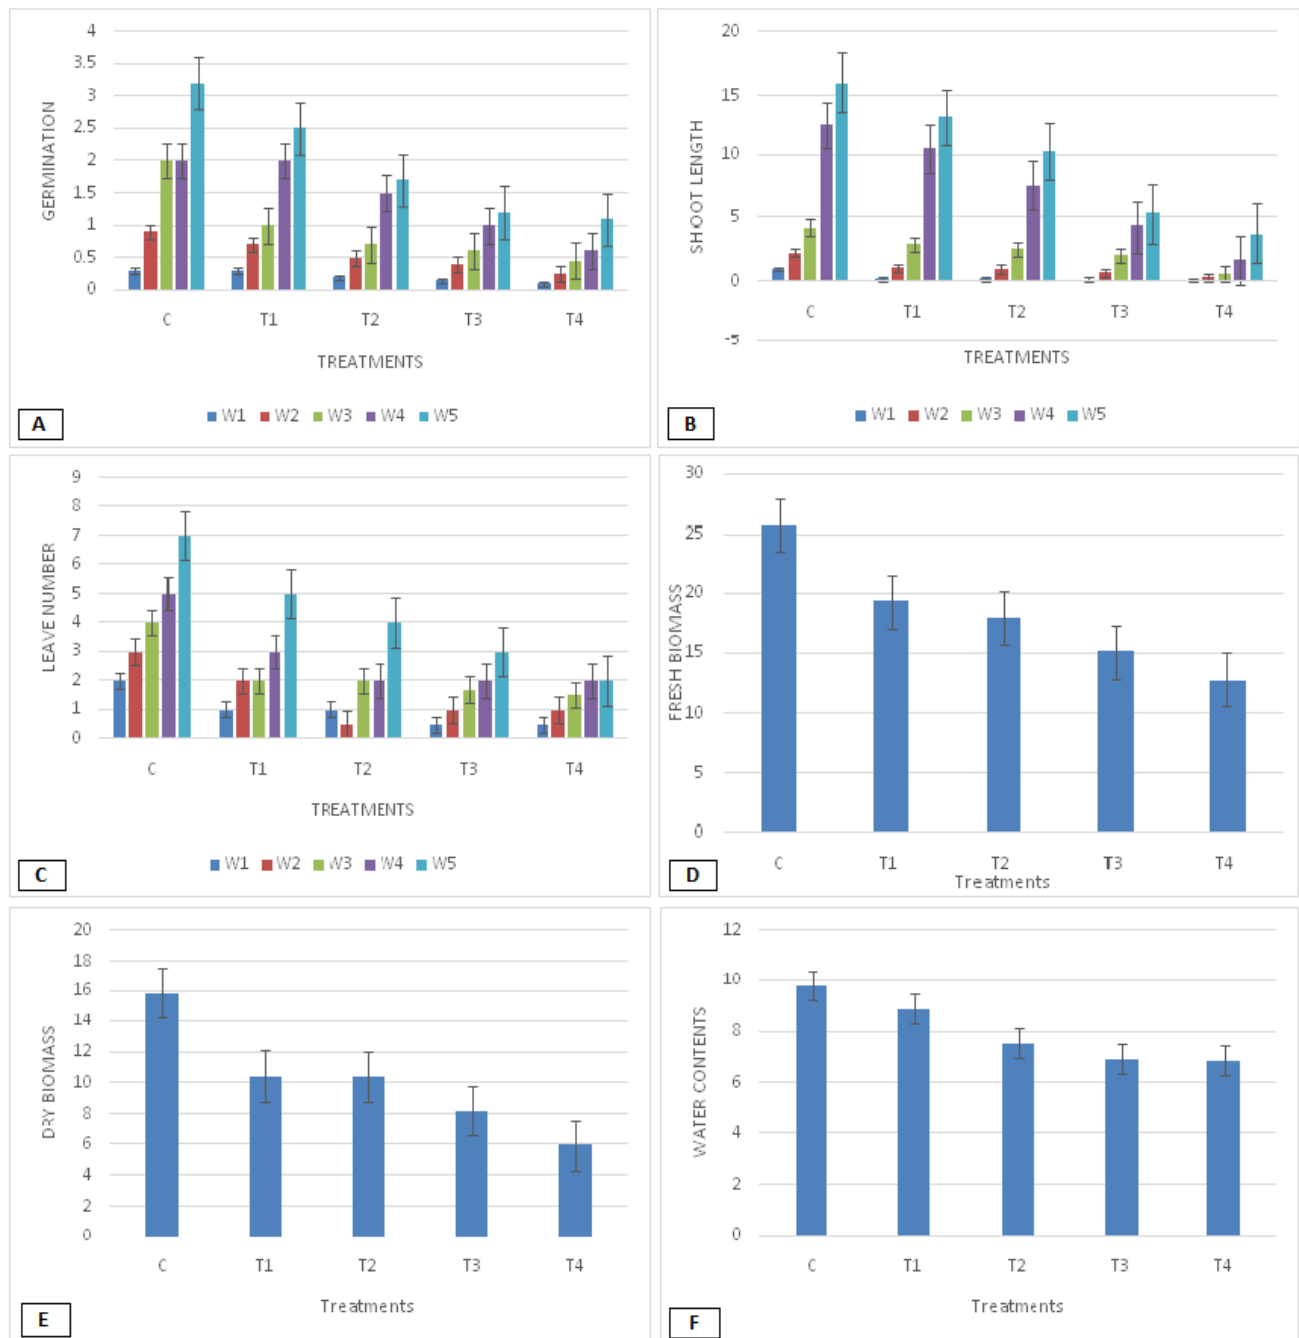 4
3.5
3
2.5
2
1.5
1
0.5
0
GERMINATION
C T1 T2 T3 T4
TREATMENTS
W1 W2 W3 W4 W5
A
20
15
10
5
0
-5
SHOOT LENGTH
C T1 T2 T3 T4
TREATMENTS
W1 W2 W3 W4 W5
B
9
8
7
6
5
4
3
2
1
0
LEAVE NUMBER
C T1 T2 T3 T4
TREATMENTS
W1 W2 W3 W4 W5
C
30
25
20
15
10
5
0
FRESH BIOMASS
C T1 T2 T3 T4
Treatments
D
20
18
16
14
12
10
8
6
4
2
0
DRY BIOMASS
C T1 T2 T3 T4
Treatments
E
12
10
8
6
4
2
0
WATER CONTENTS
C T1 T2 T3 T4
Treatments
F